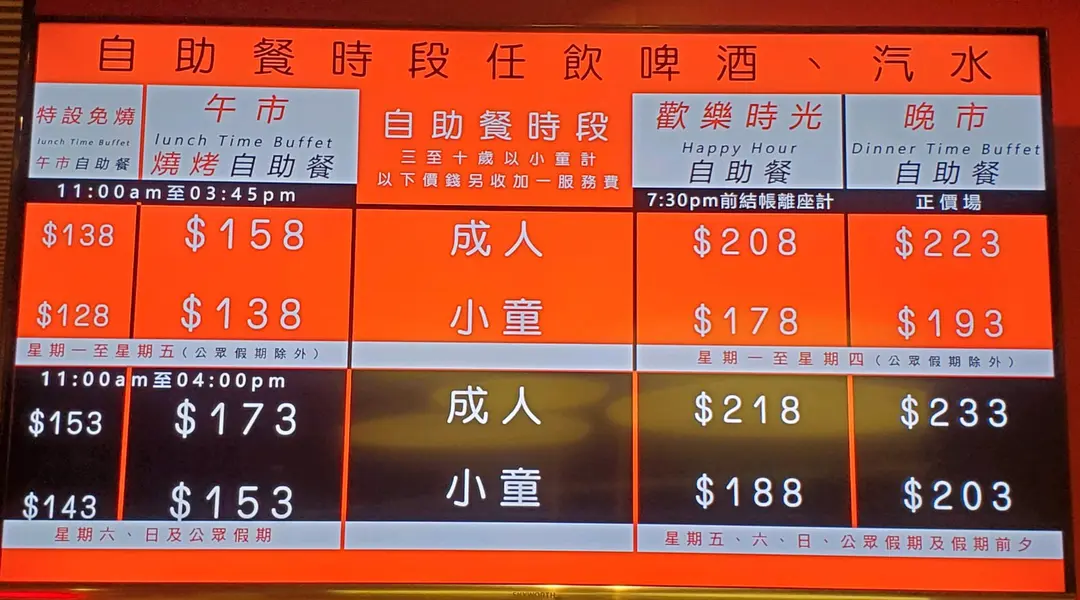 自助餐時段任飲啤酒、汽水
特設免燒
lunch Time Buffet
午市自助餐
午市
lunch Time Buffet
燒烤自助餐
11:00am至03:45pm
自助餐時段
三至十歲以小童計
以下價錢另收加一服務費
歡樂時光
Happy Hour
自助餐
7:30pm前結帳離座計
晚市
Dinner Time Buffet
自助餐
正價場
$138 $158 成人 $208 $223
$128 $138 小童 $178 $193
星期一至星期五(公眾假期除外)
星期一至星期四(公眾假期除外)
11:00am至04:00pm
$153 $173 成人 $218 $233
$143 $153 小童 $188 $203
星期六、日及公眾假期
星期五、六、日、公眾假期及假期前夕
SKYWORTH